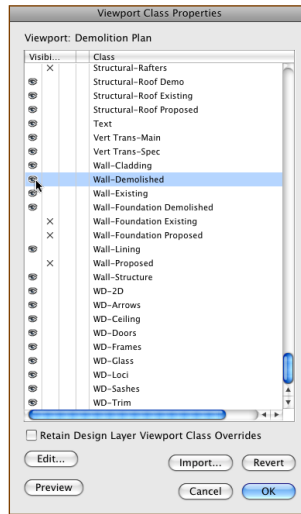 Viewport Class Properties
Viewport: Demolition Plan
Visibi... Class
× Structural-Rafters
Structural-Roof Demo
Structural-Roof Existing
Structural-Roof Proposed
Text
Vert Trans-Main
Vert Trans-Spec
Wall-Cladding
Wall-Demolished
Wall-Existing
Wall-Foundation Demolished
× Wall-Foundation Existing
× Wall-Foundation Proposed
Wall-Lining
× Wall-Proposed
Wall-Structure
WD-2D
WD-Arrows
WD-Ceiling
WD-Doors
WD-Frames
WD-Glass
WD-Loci
WD-Sashes
WD-Trim
Retain Design Layer Viewport Class Overrides
Edit... Import... Revert
Preview Cancel OK